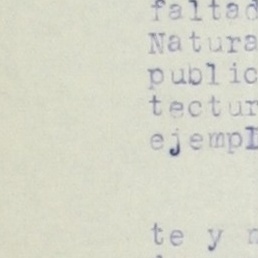 faltad
Natura
public
tectur
ejempl
te y n